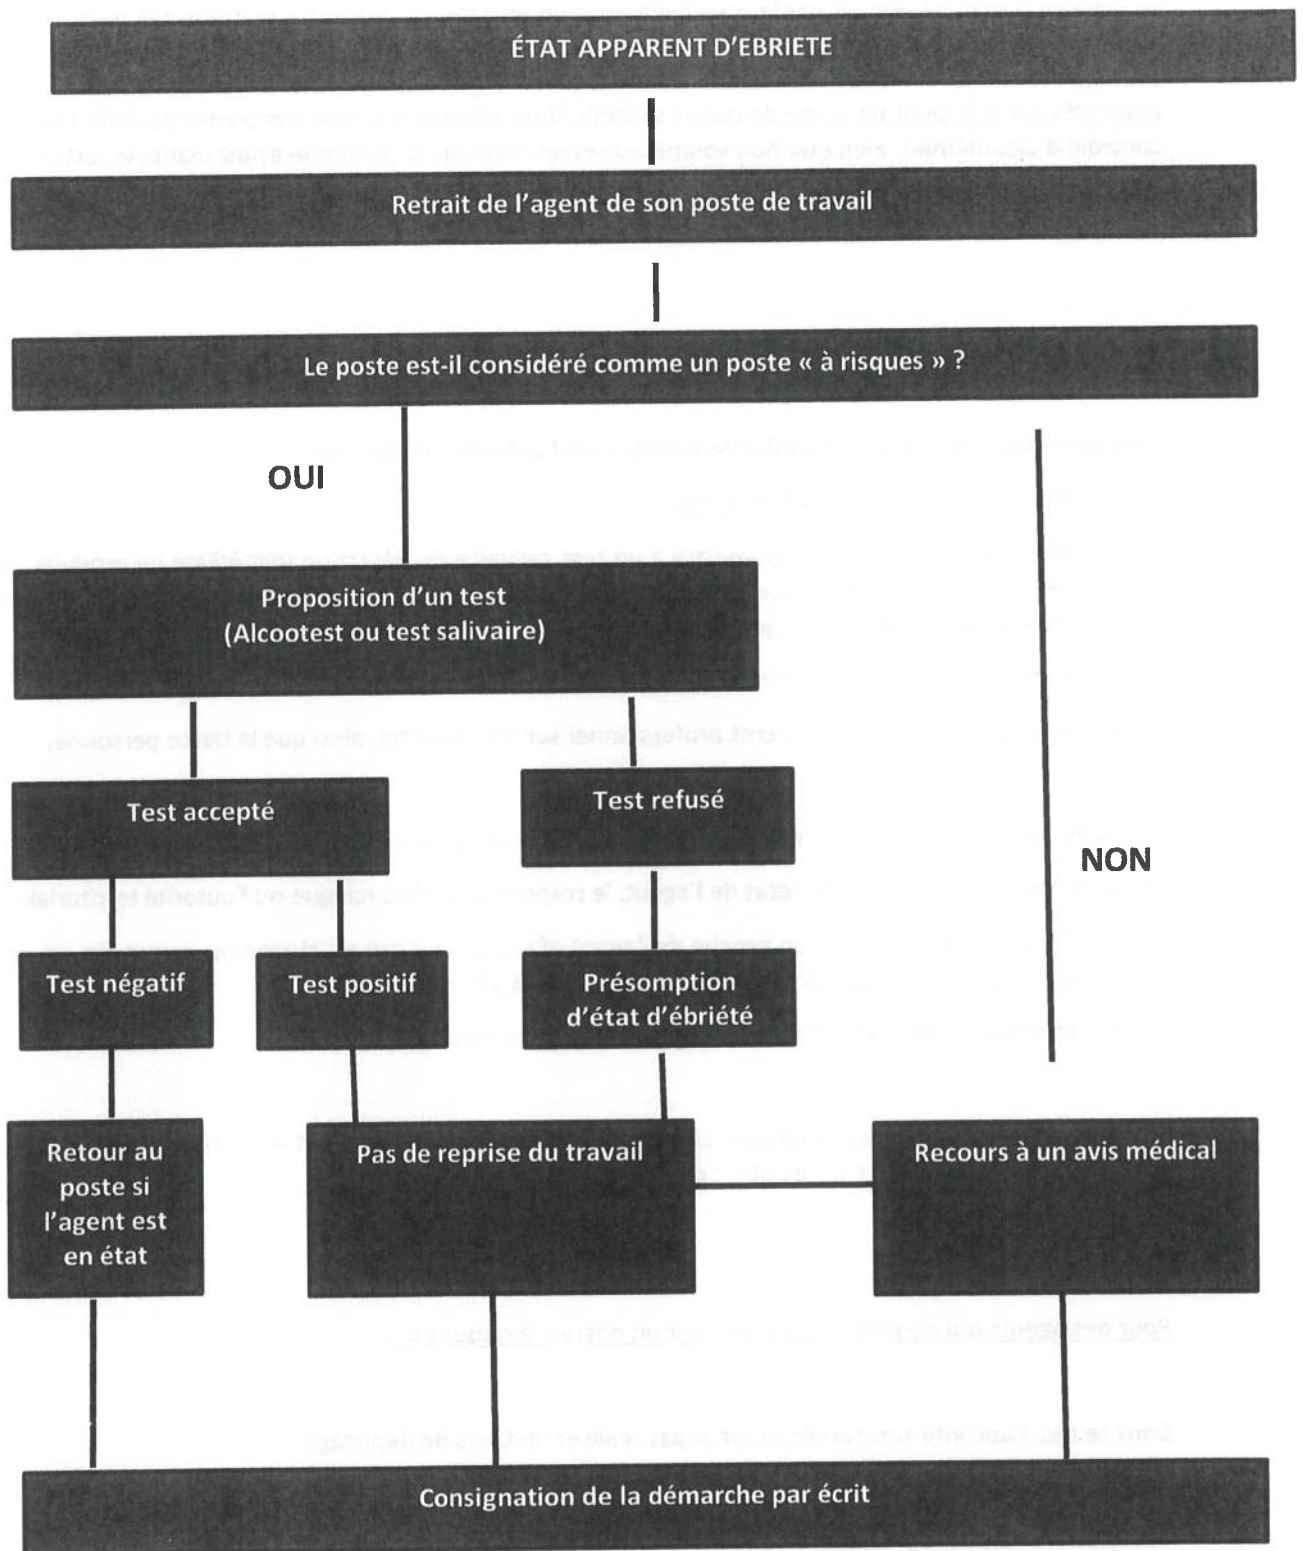 ÉTAT APPARENT D'EBRIETE
Retrait de l'agent de son poste de travail
Le poste est-il considéré comme un poste « à risques » ?
OUI
Proposition d'un test
(Alcootest ou test salivaire)
Test accepté
Test refusé
NON
Test négatif
Test positif
Présomption
d'état d'ébriété
Retour au
poste si
l'agent est
en état
Pas de reprise du travail
Recours à un avis médical
Consignation de la démarche par écrit